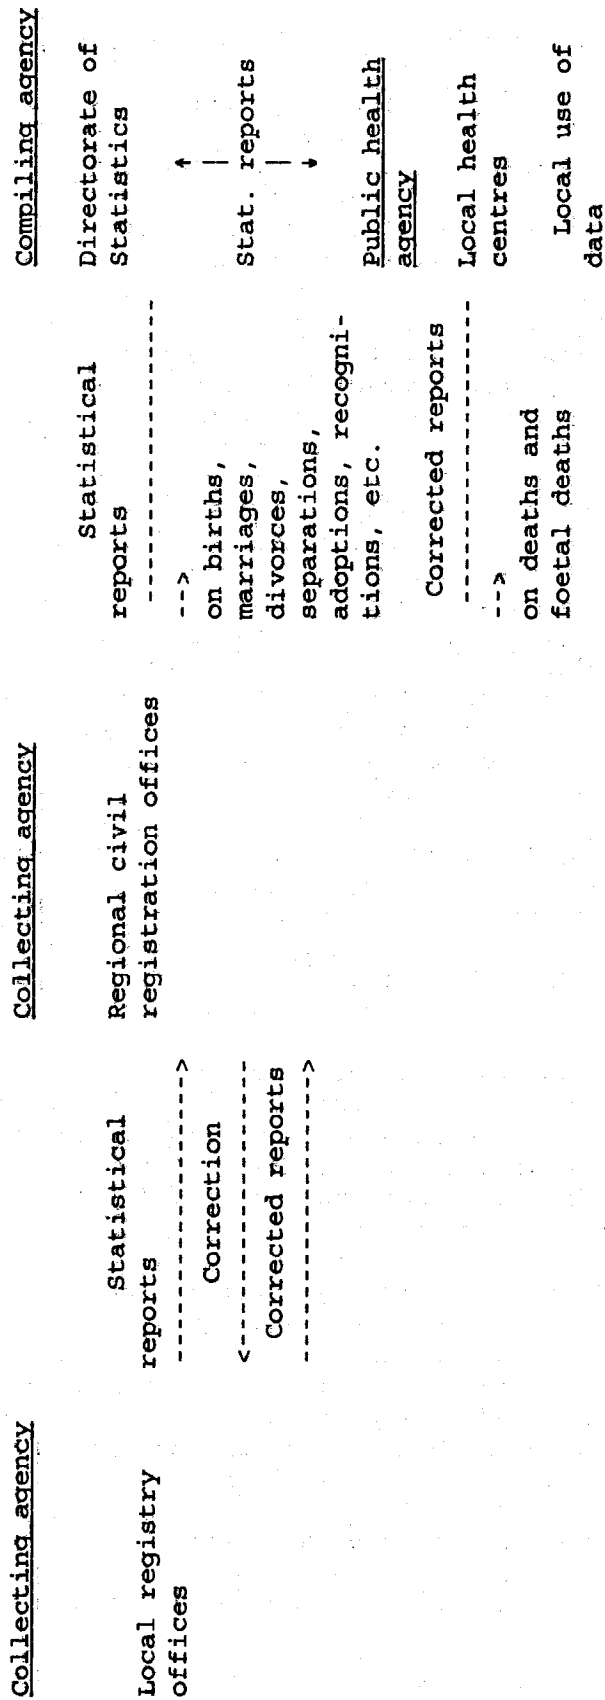 Collecting agency
Local registry
offices
Statistical
reports
--------------------->
Correction
<---------------------
Corrected reports
--------------------->
Collecting agency
Regional civil
registration offices
Statistical
reports
--------------------
-->
on births,
marriages,
divorces,
separations,
adoptions, recogni-
tions, etc.
Corrected reports
--------------------
-->
on deaths and
foetal deaths
Compiling agency
Directorate of
Statistics
Stat. reports
Public health
agency
Local health
centres
Local use of
data